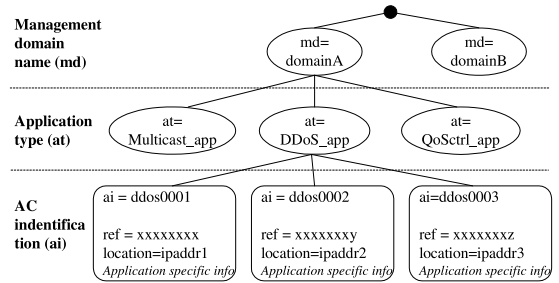 Management
domain
name (md)
md=
domainA
md=
domainB
Application
type (at)
at=
Multicast_app
at=
DDoS_app
at=
QoSctrl_app
AC
indentifica
tion (ai)
ai = ddos0001
ref = xxxxxxxx
location=ipaddr1
Application specific info
ai = ddos0002
ref = xxxxxxxy
location=ipaddr2
Application specific info
ai=ddos0003
ref = xxxxxxxz
location=ipaddr3
Application specific info